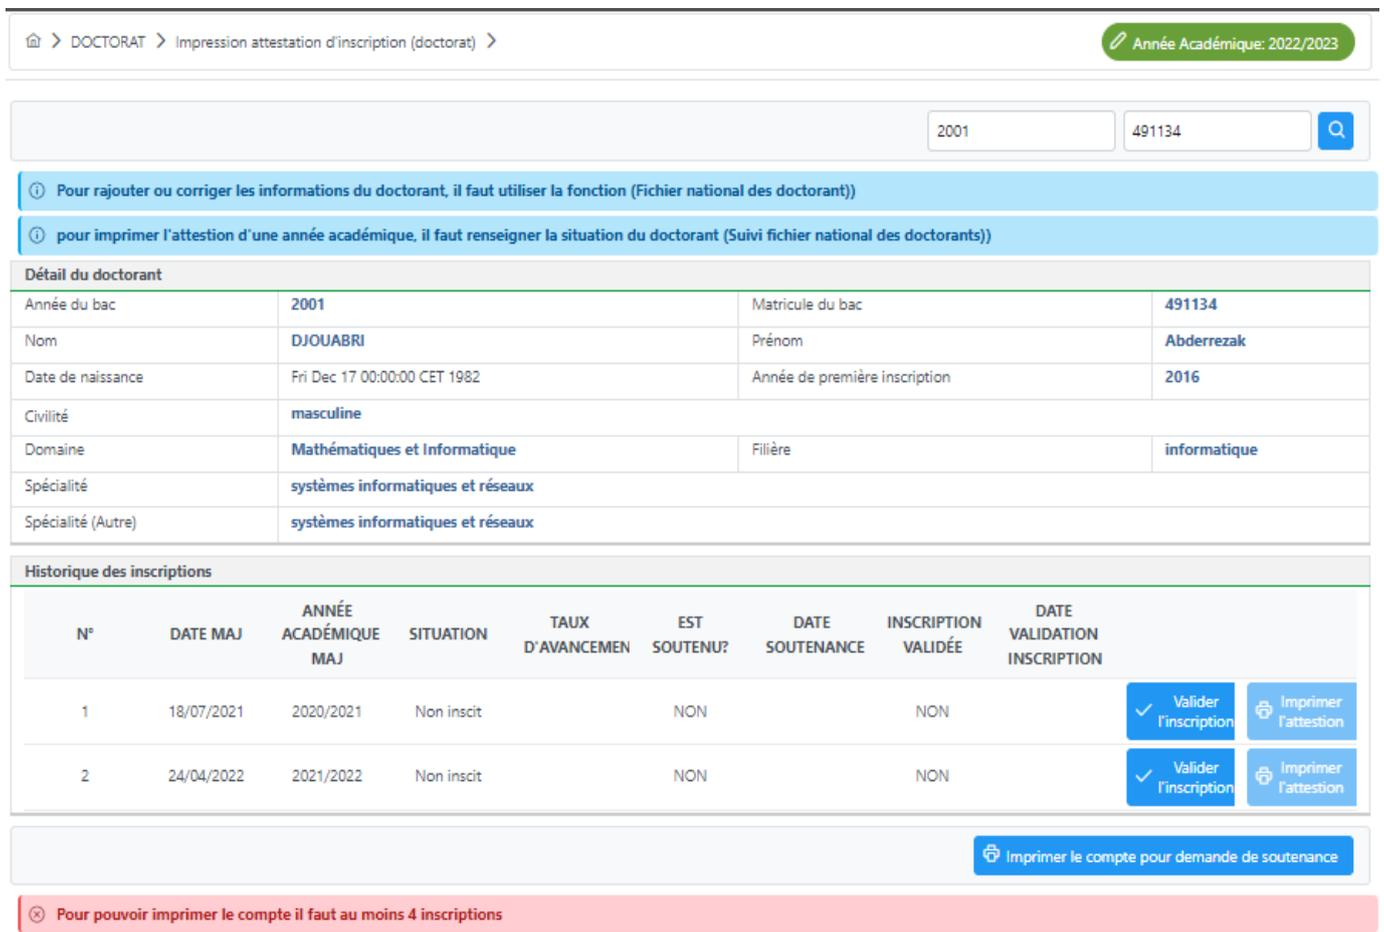 DOCTORAT Impression attestation d'inscription (doctorat) Année Académique: 2022/2023
2001 491134
Pour rajouter ou corriger les informations du doctorant, il faut utiliser la fonction (Fichier national des doctorant))
pour imprimer l'attestion d'une année académique, il faut renseigner la situation du doctorant (Suivi fichier national des doctorants))
Détail du doctorant
Année du bac 2001 Matricule du bac 491134
Nom DJOUABRI Prénom Abderrezak
Date de naissance Fri Dec 17 00:00:00 CET 1982 Année de première inscription 2016
Civilité masculine
Domaine Mathématiques et Informatique Filière informatique
Spécialité systèmes informatiques et réseaux
Spécialité (Autre) systèmes informatiques et réseaux
Historique des inscriptions
N° DATE MAJ ANNÉE ACADÉMIQUE MAJ SITUATION TAUX D'AVANCEMEN EST SOUTENU? DATE SOUTENANCE INSCRIPTION VALIDÉE DATE VALIDATION INSCRIPTION
1 18/07/2021 2020/2021 Non inscit NON NON Valider l'inscription Imprimer l'attestion
2 24/04/2022 2021/2022 Non inscit NON NON Valider l'inscription Imprimer l'attestion
Imprimer le compte pour demande de soutenance
Pour pouvoir imprimer le compte il faut au moins 4 inscriptions